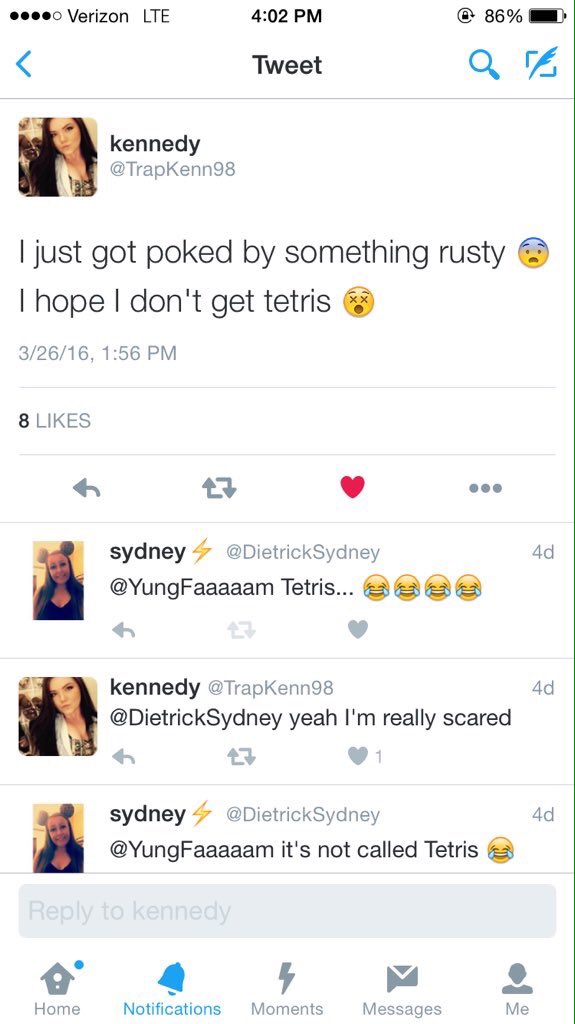 Verizon LTE 4:02 PM 86%
Tweet
kennedy
@TrapKenn98
I just got poked by something rusty 😨
I hope I don't get tetris 😵
3/26/16, 1:56 PM
8 LIKES
sydney⚡ @DietrickSydney 4d
@YungFaaaaam Tetris... 😂😂😂😂
kennedy @TrapKenn98 4d
@DietrickSydney yeah I'm really scared
1
sydney⚡ @DietrickSydney 4d
@YungFaaaaam it's not called Tetris 😂
Reply to kennedy
Home Notifications Moments Messages Me